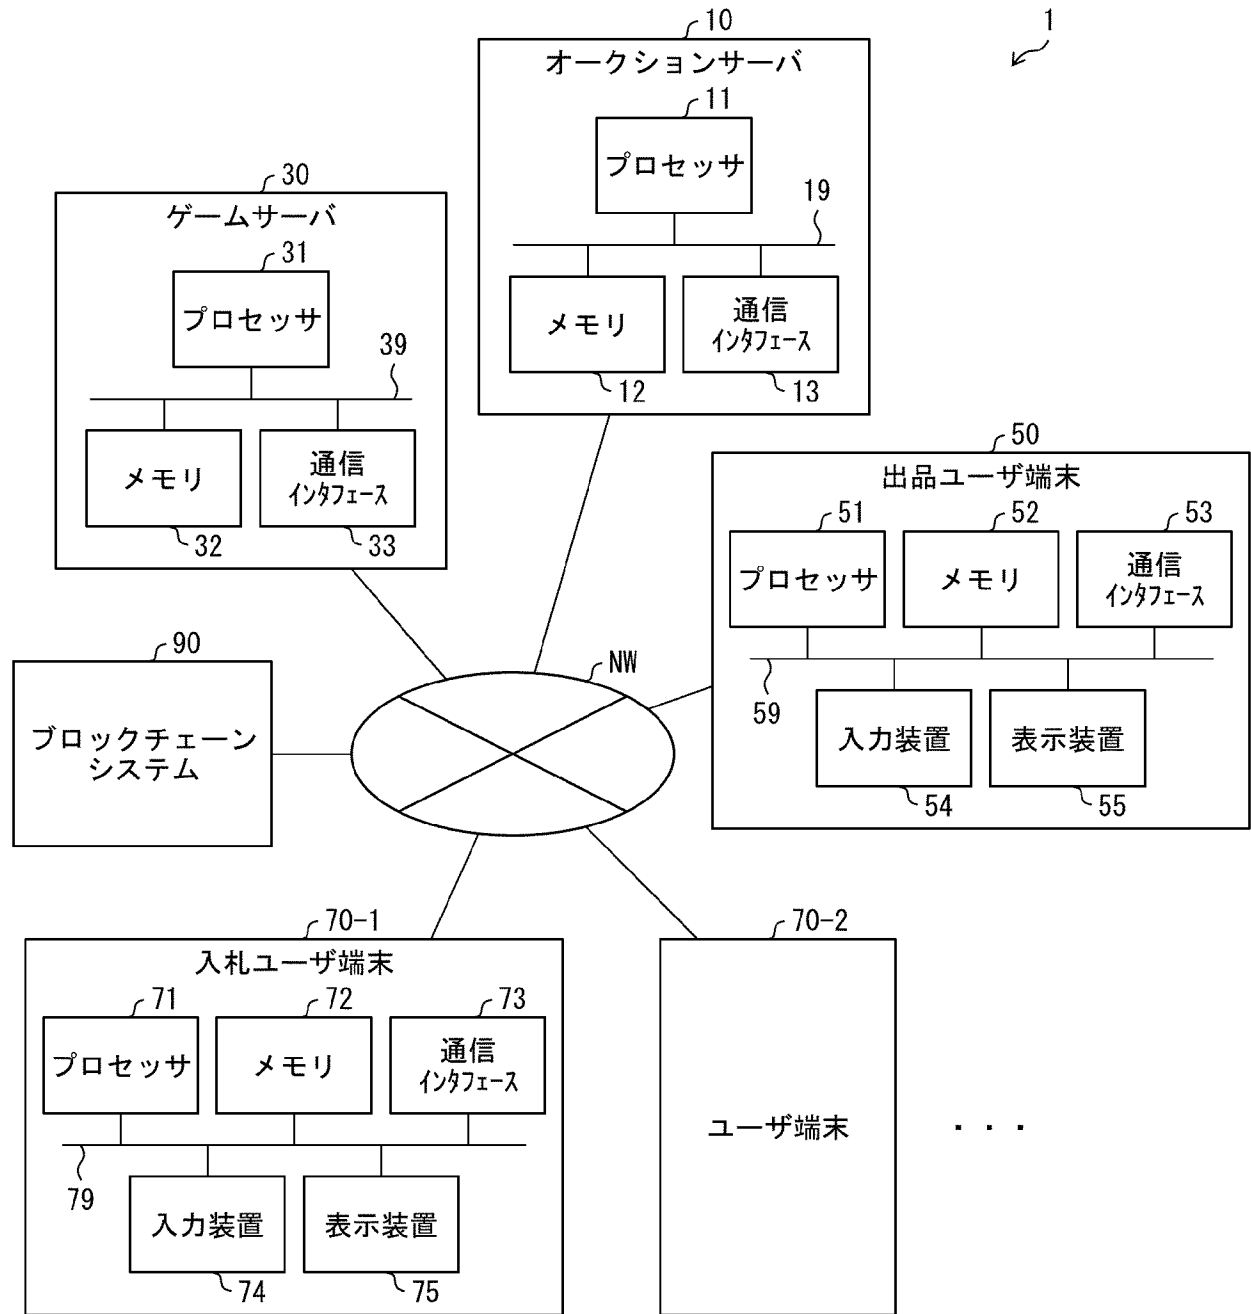 1
10
オークションサーバ
11
プロセッサ
19
メモリ
12
通信
インタフェース
13
30
ゲームサーバ
31
プロセッサ
39
メモリ
32
通信
インタフェース
33
50
出品ユーザ端末
51
プロセッサ
52
メモリ
53
通信
インタフェース
59
入力装置
54
表示装置
55
90
ブロックチェーン
システム
NW
70-1
入札ユーザ端末
71
プロセッサ
72
メモリ
73
通信
インタフェース
79
入力装置
74
表示装置
75
70-2
ユーザ端末
・・・